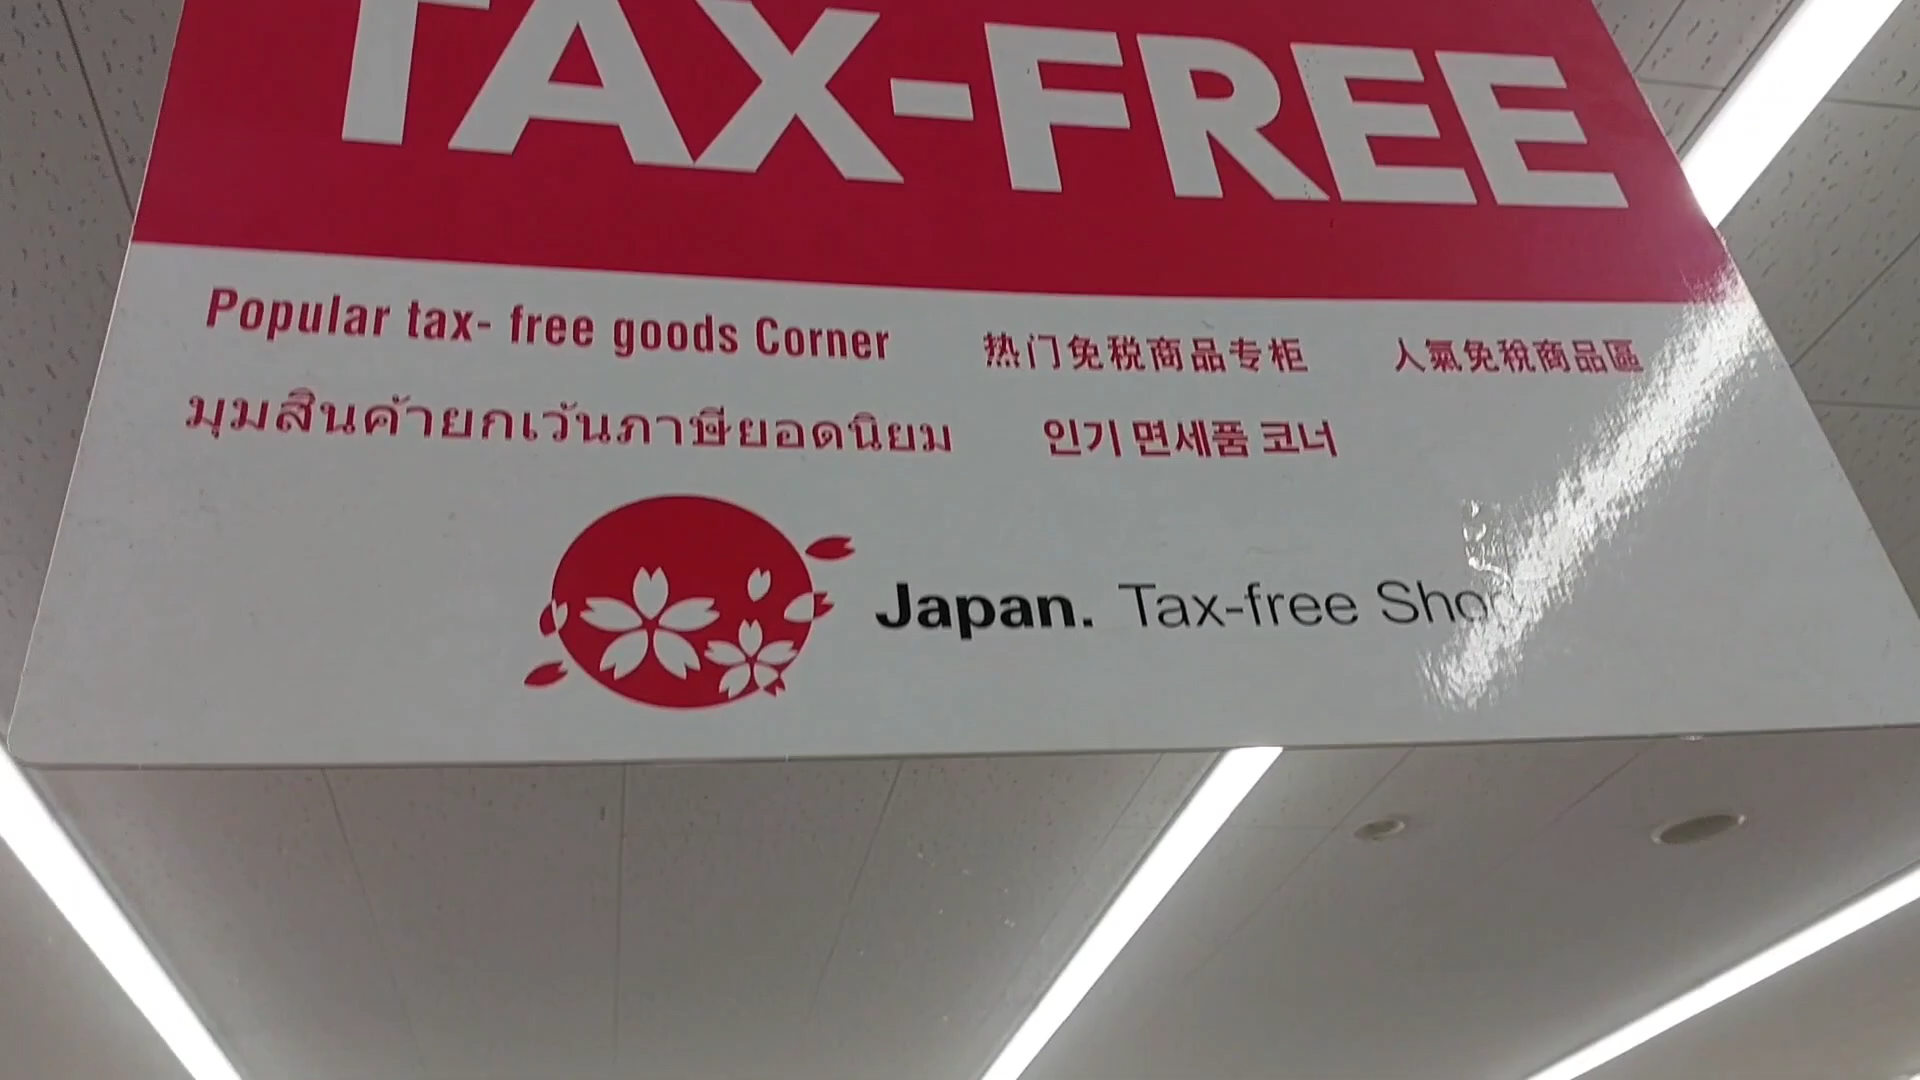 TAX-FREE
Popular tax- free goods Corner 热门免税商品专柜 人氣免稅商品區
มุมสินค้ายกเว้นภาษียอดนิยม 인기 면세품 코너
Japan. Tax-free Shop